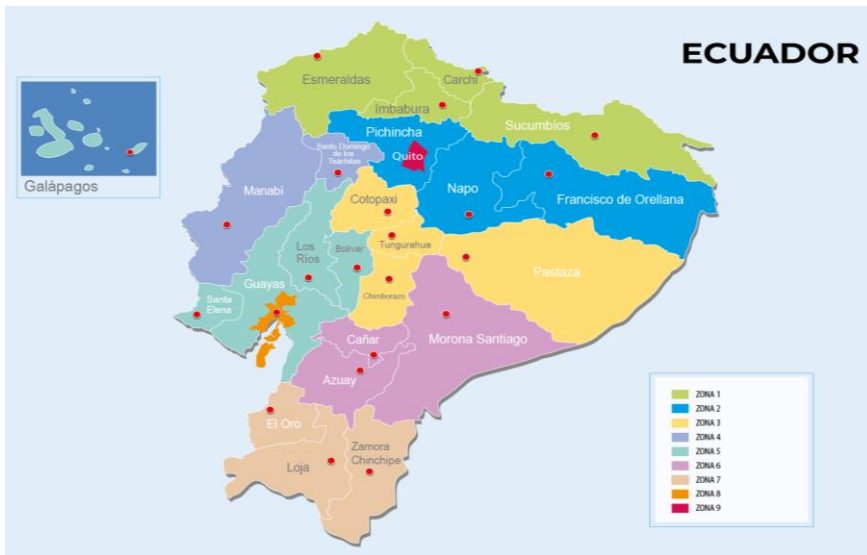 ECUADOR
Esmeraldas
Carchi
Imbabura
Sucumbíos
Pichincha
Santo Domingo
de los
Tsáchilas
Quito
Galápagos
Manabí
Napo
Francisco de Orellana
Cotopaxi
Los
Ríos
Bolívar
Tungurahua
Pastaza
Guayas
Santa
Elena
Chimborazo
Cañar
Morona Santiago
Azuay
El Oro
Loja
Zamora
Chinchipe
ZONA 1
ZONA 2
ZONA 3
ZONA 4
ZONA 5
ZONA 6
ZONA 7
ZONA 8
ZONA 9